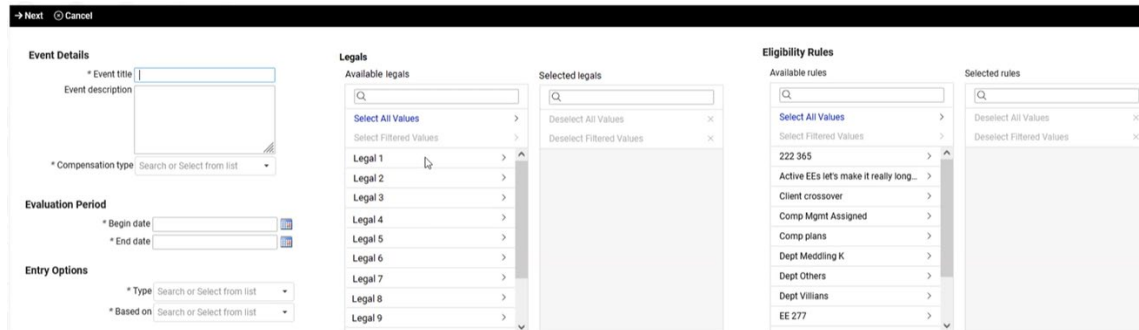 Next Cancel
Event Details
* Event title
Event description
* Compensation type Search or Select from list
Evaluation Period
* Begin date
* End date
Entry Options
* Type Search or Select from list
* Based on Search or Select from list
Legals
Available legals
Select All Values
Select Filtered Values
Legal 1
Legal 2
Legal 3
Legal 4
Legal 5
Legal 6
Legal 7
Legal 8
Legal 9
Selected legals
Deselect All Values
Deselect Filtered Values
Eligibility Rules
Available rules
Select All Values
Select Filtered Values
222 365
Active EEs let's make it really long...
Client crossover
Comp Mgmt Assigned
Comp plans
Dept Meddling K
Dept Others
Dept Villians
EE 277
Selected rules
Deselect All Values
Deselect Filtered Values